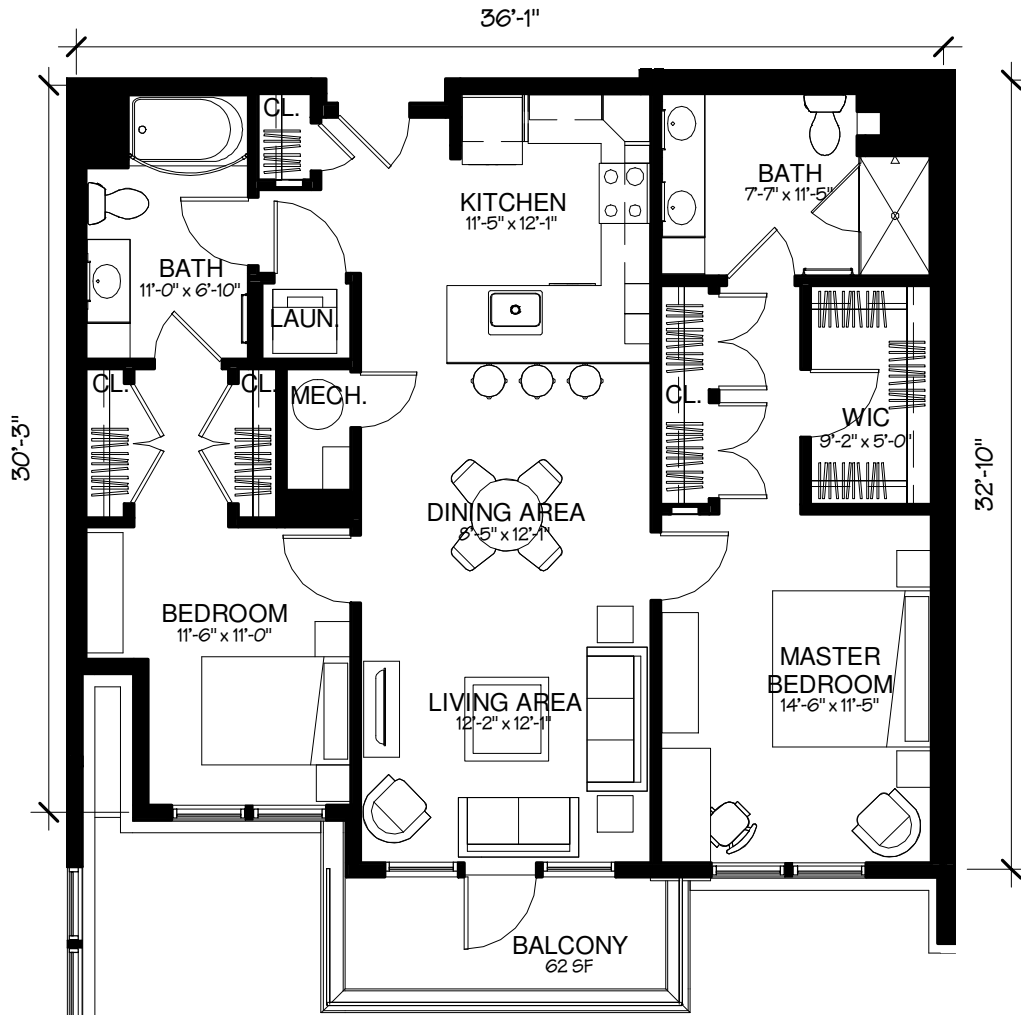 36'-1"
CL.
KITCHEN
11'-5" x 12'-1"
BATH
7'-7" x 11'-5"
BATH
11'-0" x 6'-10"
LAUN.
CL.
CL.
MECH.
CL.
WIC
9'-2" x 5'-0"
30'-3"
32'-10"
DINING AREA
8'-5" x 12'-1"
BEDROOM
11'-6" x 11'-0"
MASTER
BEDROOM
14'-6" x 11'-5"
LIVING AREA
12'-2" x 12'-1"
BALCONY
62 SF